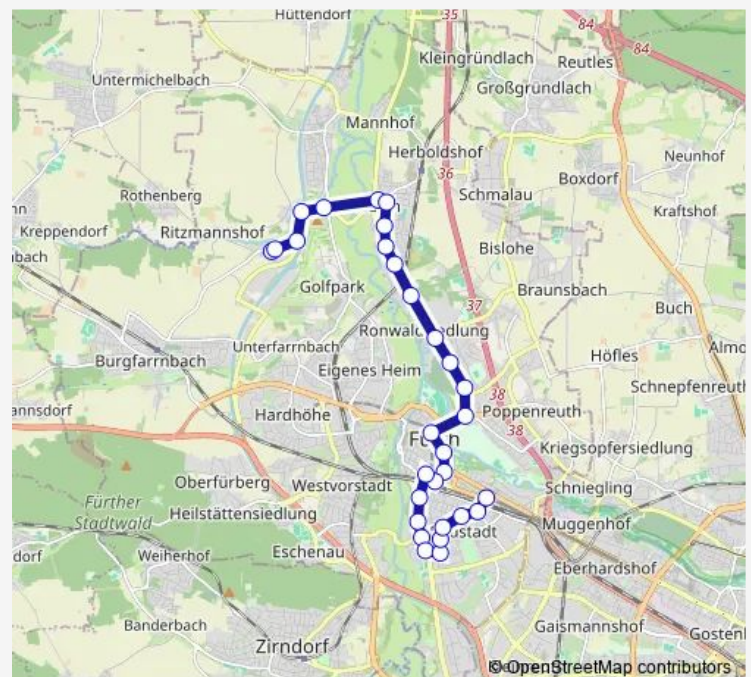 Hüttendorf
35
84
84
Kleingründlach
Reutles
Untermichelbach
Großgründlach
Mannhof
Herboldshof
36
Neunhof
Rothenberg
Schmalau
Boxdorf
Kraftshof
Kreppendorf
Ritzmannshof
Bislohe
Golfpark
37
Braunsbach
Buch
Unterfarrnbach
Burgfarrnbach
Eigenes Heim
Höfles
38
Schnepfenreuth
Hardhöhe
Poppenreuth
38
Kriegsopfersiedlung
Oberfürberg
Westvorstadt
Schniegling
Fürther
Stadtwald
Heilstättensiedlung
Muggenhof
Weiherhof
Eschenau
Eberhardshof
Banderbach
Gaismannshof
Zirndorf
© OpenStreetMap contributors